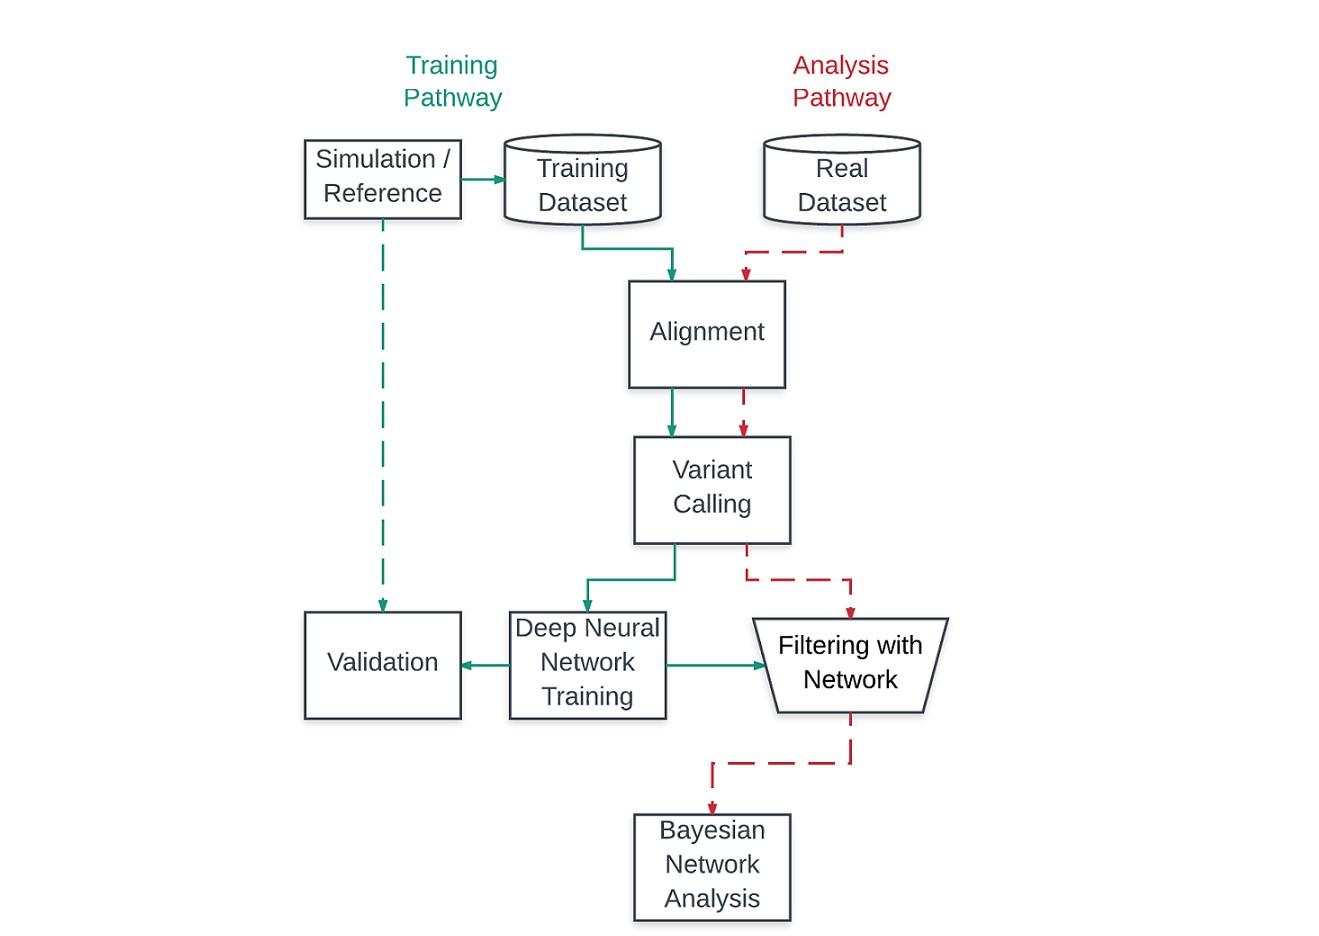 Training
Pathway
Analysis
Pathway
Simulation /
Reference
Training
Dataset
Real
Dataset
Alignment
Variant
Calling
Validation
Deep Neural
Network
Training
Filtering with
Network
Bayesian
Network
Analysis